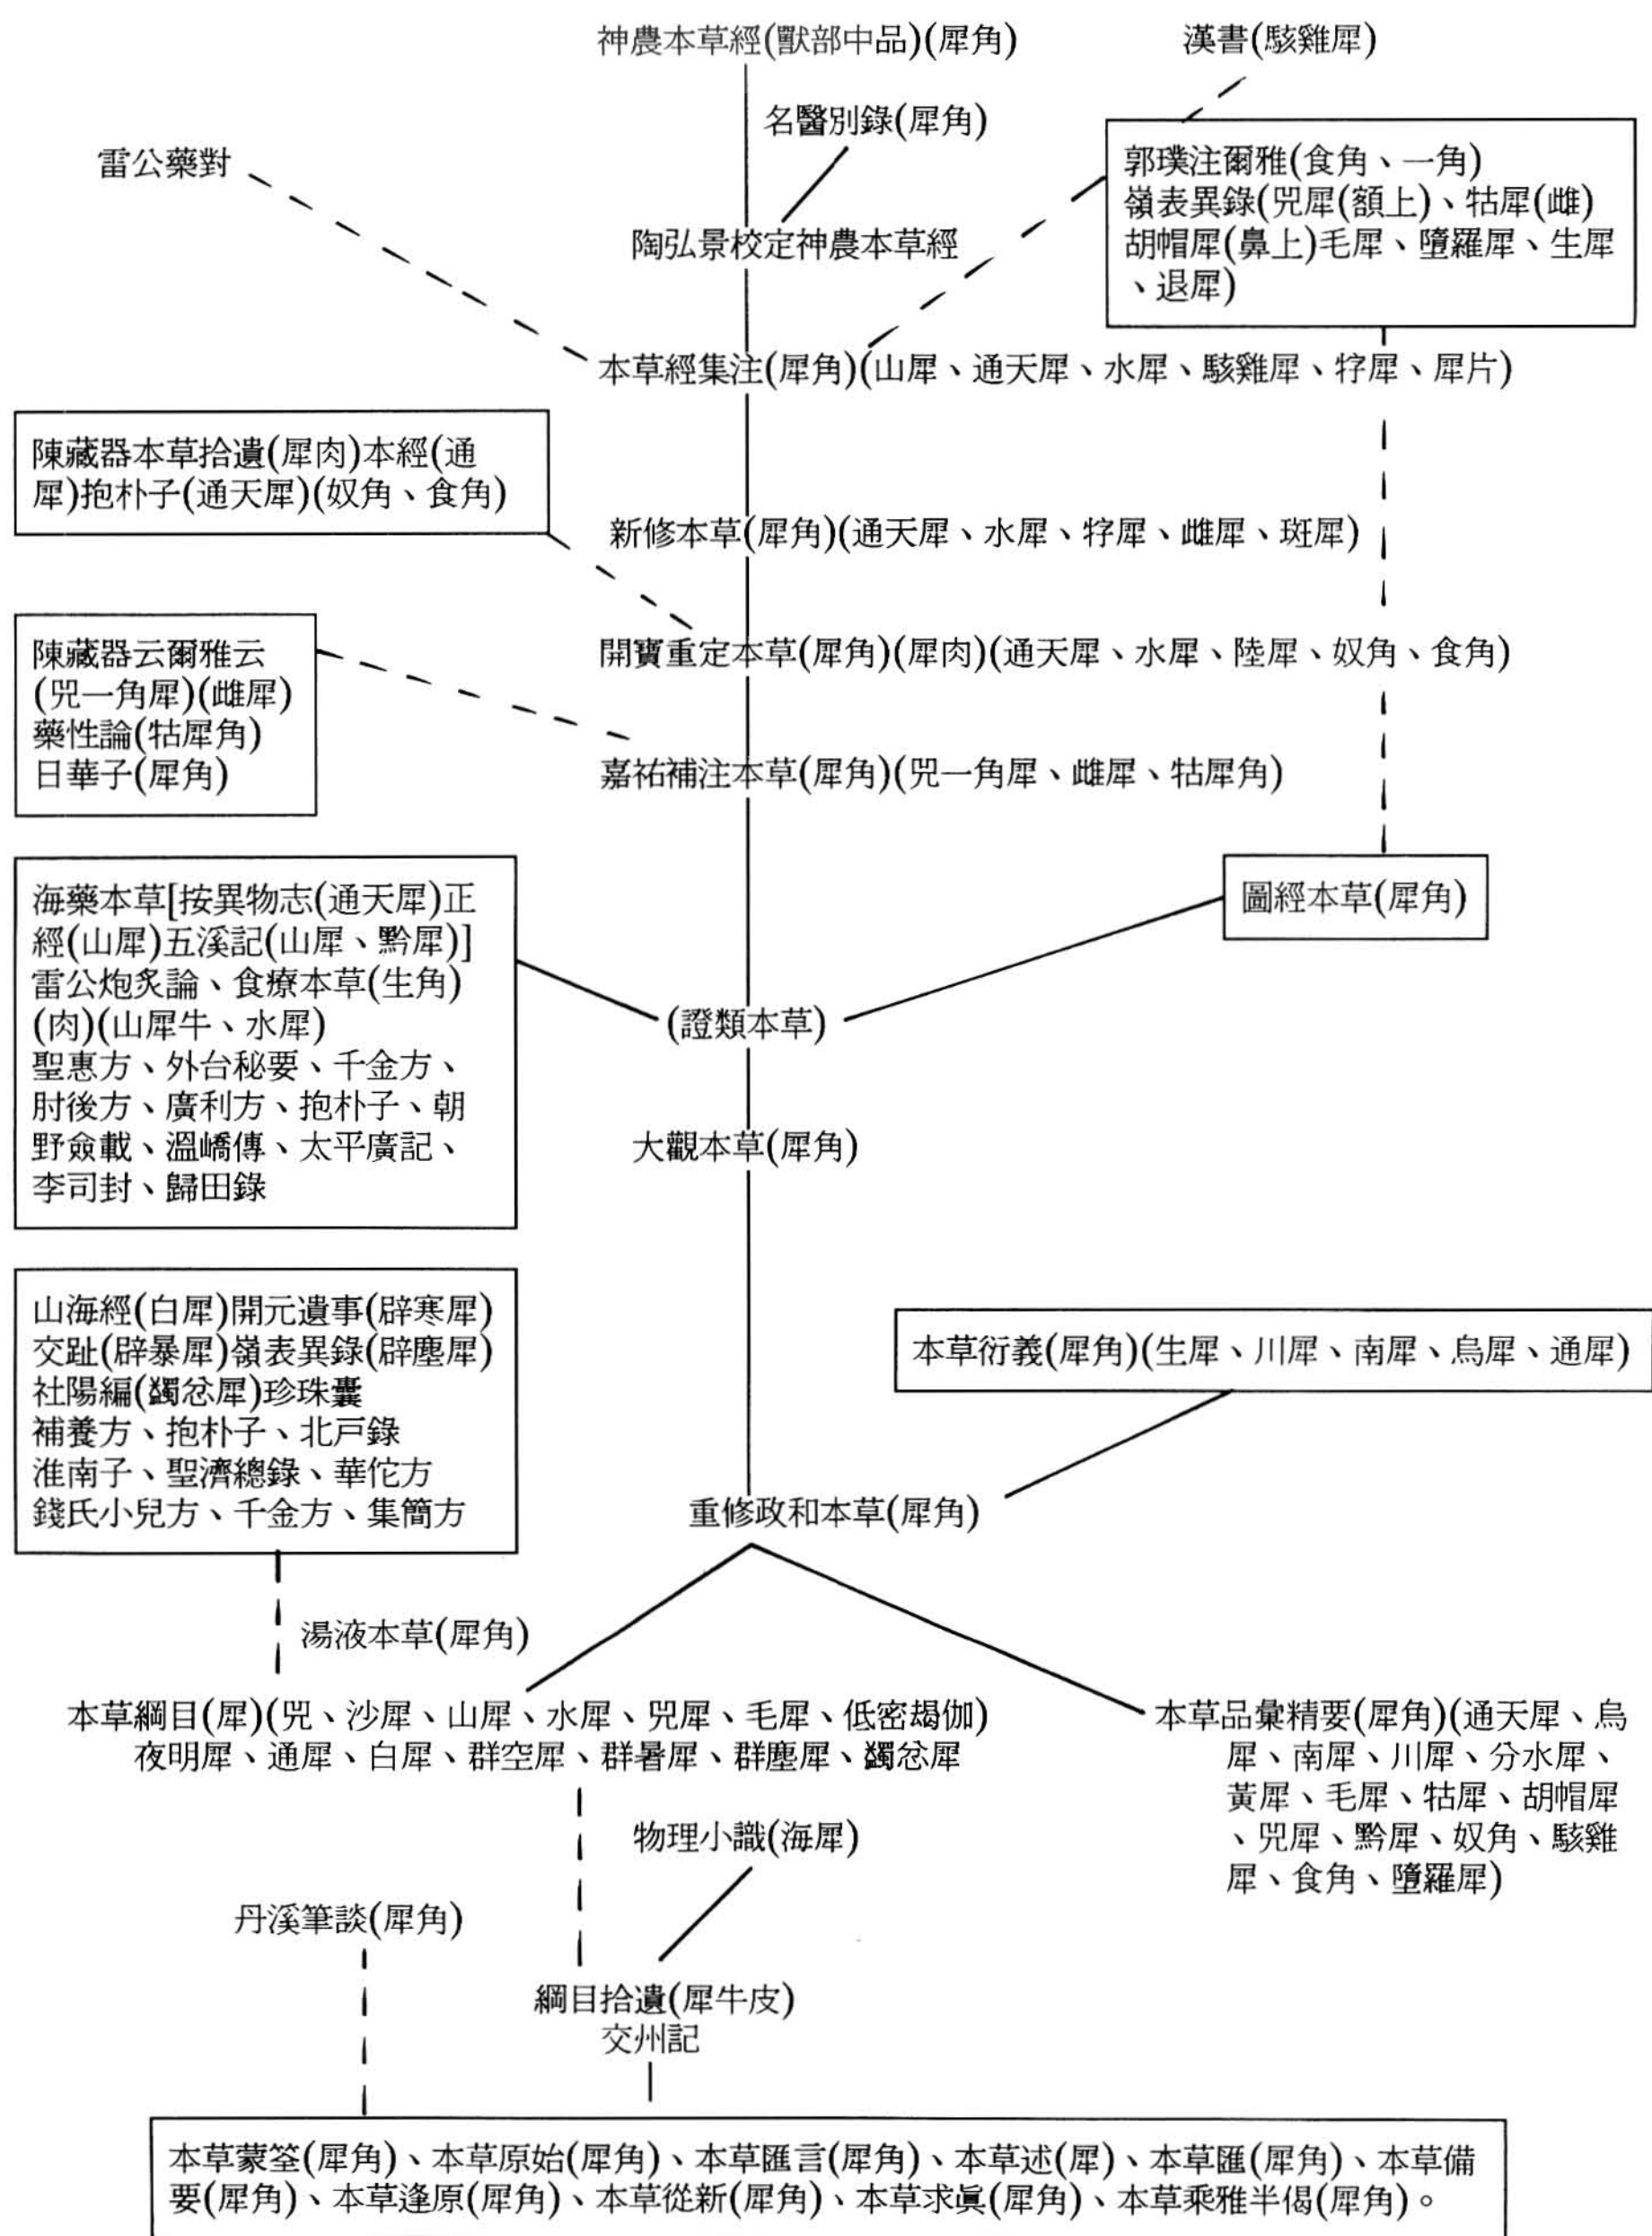 神農本草經(獸部中品)(犀角)
漢書(駭雞犀)
名醫別錄(犀角)
雷公藥對
郭璞注爾雅(食角、一角)
嶺表異錄(兕犀(額上)、牯犀(雌)
胡帽犀(鼻上)毛犀、墮羅犀、生犀
、退犀)
陶弘景校定神農本草經
本草經集注(犀角)(山犀、通天犀、水犀、駭雞犀、牸犀、犀片)
陳藏器本草拾遺(犀肉)本經(通
犀)抱朴子(通天犀)(奴角、食角)
新修本草(犀角)(通天犀、水犀、牸犀、雌犀、斑犀)
開寶重定本草(犀角)(犀肉)(通天犀、水犀、陸犀、奴角、食角)
陳藏器云爾雅云
(兕一角犀)(雌犀)
藥性論(牯犀角)
日華子(犀角)
嘉祐補注本草(犀角)(兕一角犀、雌犀、牯犀角)
海藥本草[按異物志(通天犀)正
經(山犀)五溪記(山犀、黔犀)]
雷公炮炙論、食療本草(生角)
(肉)(山犀牛、水犀)
聖惠方、外台秘要、千金方、
肘後方、廣利方、抱朴子、朝
野僉載、溫嶠傳、太平廣記、
李司封、歸田錄
圖經本草(犀角)
(證類本草)
大觀本草(犀角)
山海經(白犀)開元遺事(辟寒犀)
交趾(辟暴犀)嶺表異錄(辟塵犀)
社陽編(蠲忿犀)珍珠囊
補養方、抱朴子、北戸錄
淮南子、聖濟總錄、華佗方
錢氏小兒方、千金方、集簡方
本草衍義(犀角)(生犀、川犀、南犀、烏犀、通犀)
重修政和本草(犀角)
湯液本草(犀角)
本草綱目(犀)(兕、沙犀、山犀、水犀、兕犀、毛犀、低密朅伽)
夜明犀、通犀、白犀、群空犀、群暑犀、群塵犀、蠲忿犀
本草品彙精要(犀角)(通天犀、烏
犀、南犀、川犀、分水犀、
黃犀、毛犀、牯犀、胡帽犀
、兕犀、黔犀、奴角、駭雞
犀、食角、墮羅犀)
物理小識(海犀)
丹溪筆談(犀角)
綱目拾遺(犀牛皮)
交州記
本草蒙筌(犀角)、本草原始(犀角)、本草匯言(犀角)、本草述(犀)、本草匯(犀角)、本草備
要(犀角)、本草逢原(犀角)、本草從新(犀角)、本草求眞(犀角)、本草乘雅半偈(犀角)。